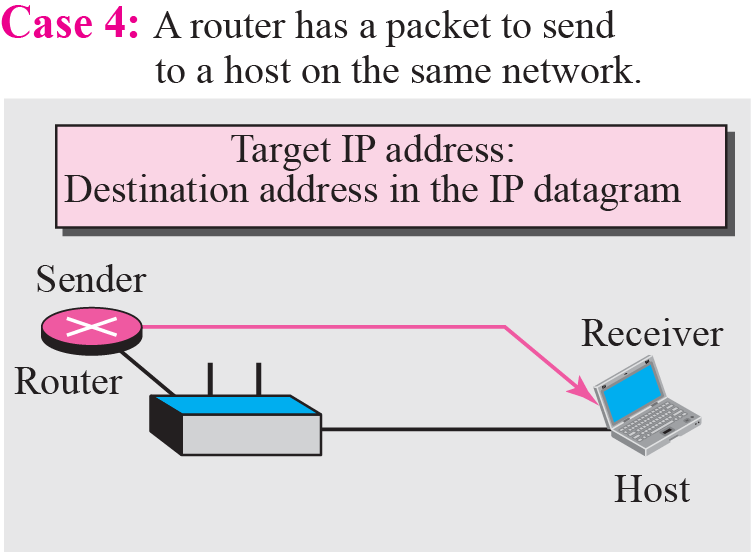 Case 4: A router has a packet to send
to a host on the same network.
Target IP address:
Destination address in the IP datagram
Sender
Receiver
Router
Host